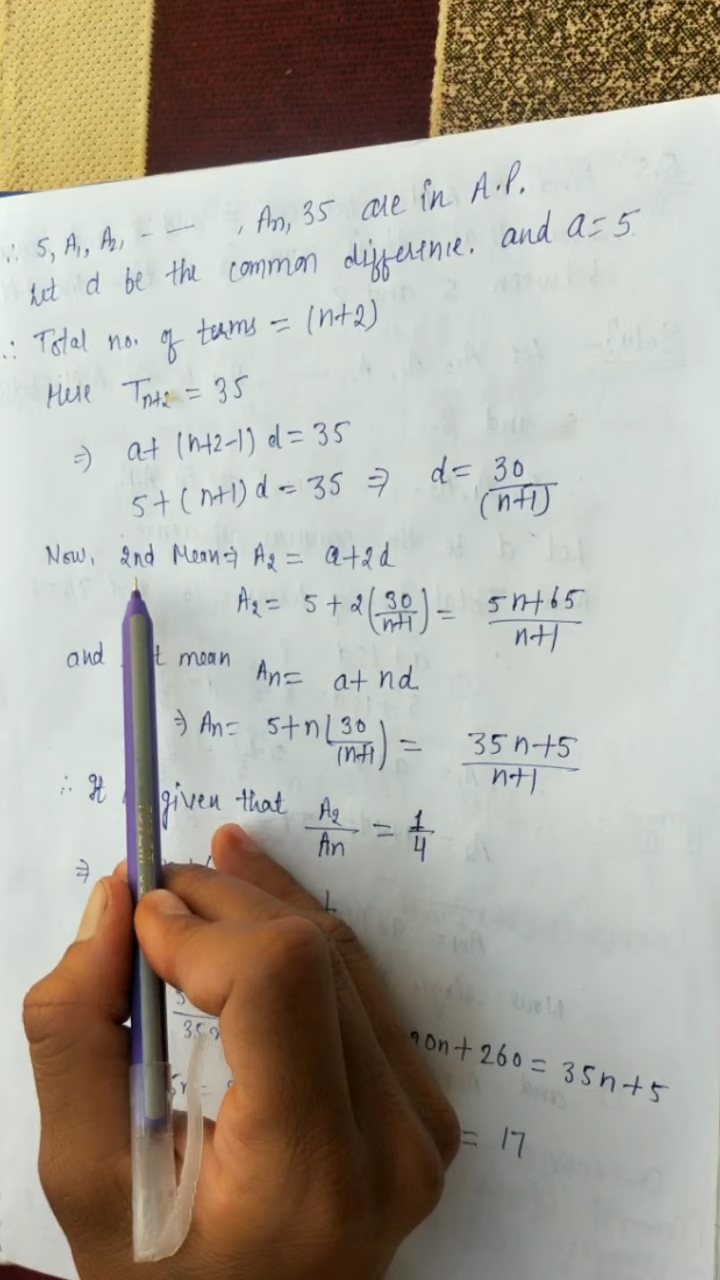 ∴ 5, A₁, A₂, - — , An, 35 are in A.P.
Let d be the common difference. and a = 5
∴ Total no. of terms = (n+2)
Here Tn+2 = 35
⇒ a + (n+2-1) d = 35
5 + (n+1) d = 35 ⇒ d = 30/(n+1)
Now, 2nd Mean ⇒ A₂ = a+2d
A₂ = 5 + 2(30/n+1) = 5n+65/n+1
and mean An = a + nd
⇒ An = 5+n(30/(n+1)) = 35n+5/n+1
∴ It given that A₂/An = 1/4
⇒
0n + 260 = 35n + 5
= 17